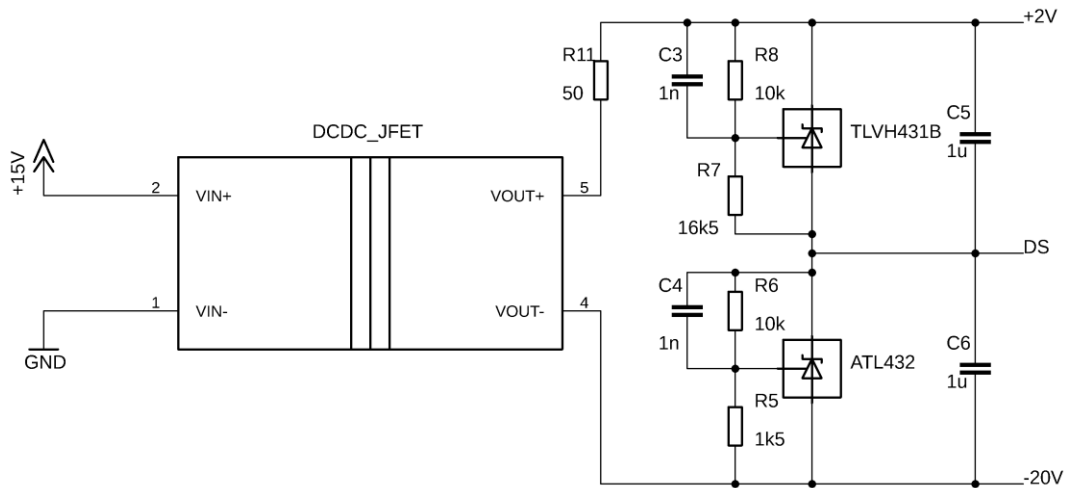 +2V
R11
50
C3
1n
R8
10k
TLVH431B
C5
1u
DCDC_JFET
+15V
2
VIN+
VOUT+
5
R7
16k5
DS
1
VIN-
VOUT-
4
GND
C4
1n
R6
10k
ATL432
C6
1u
R5
1k5
-20V